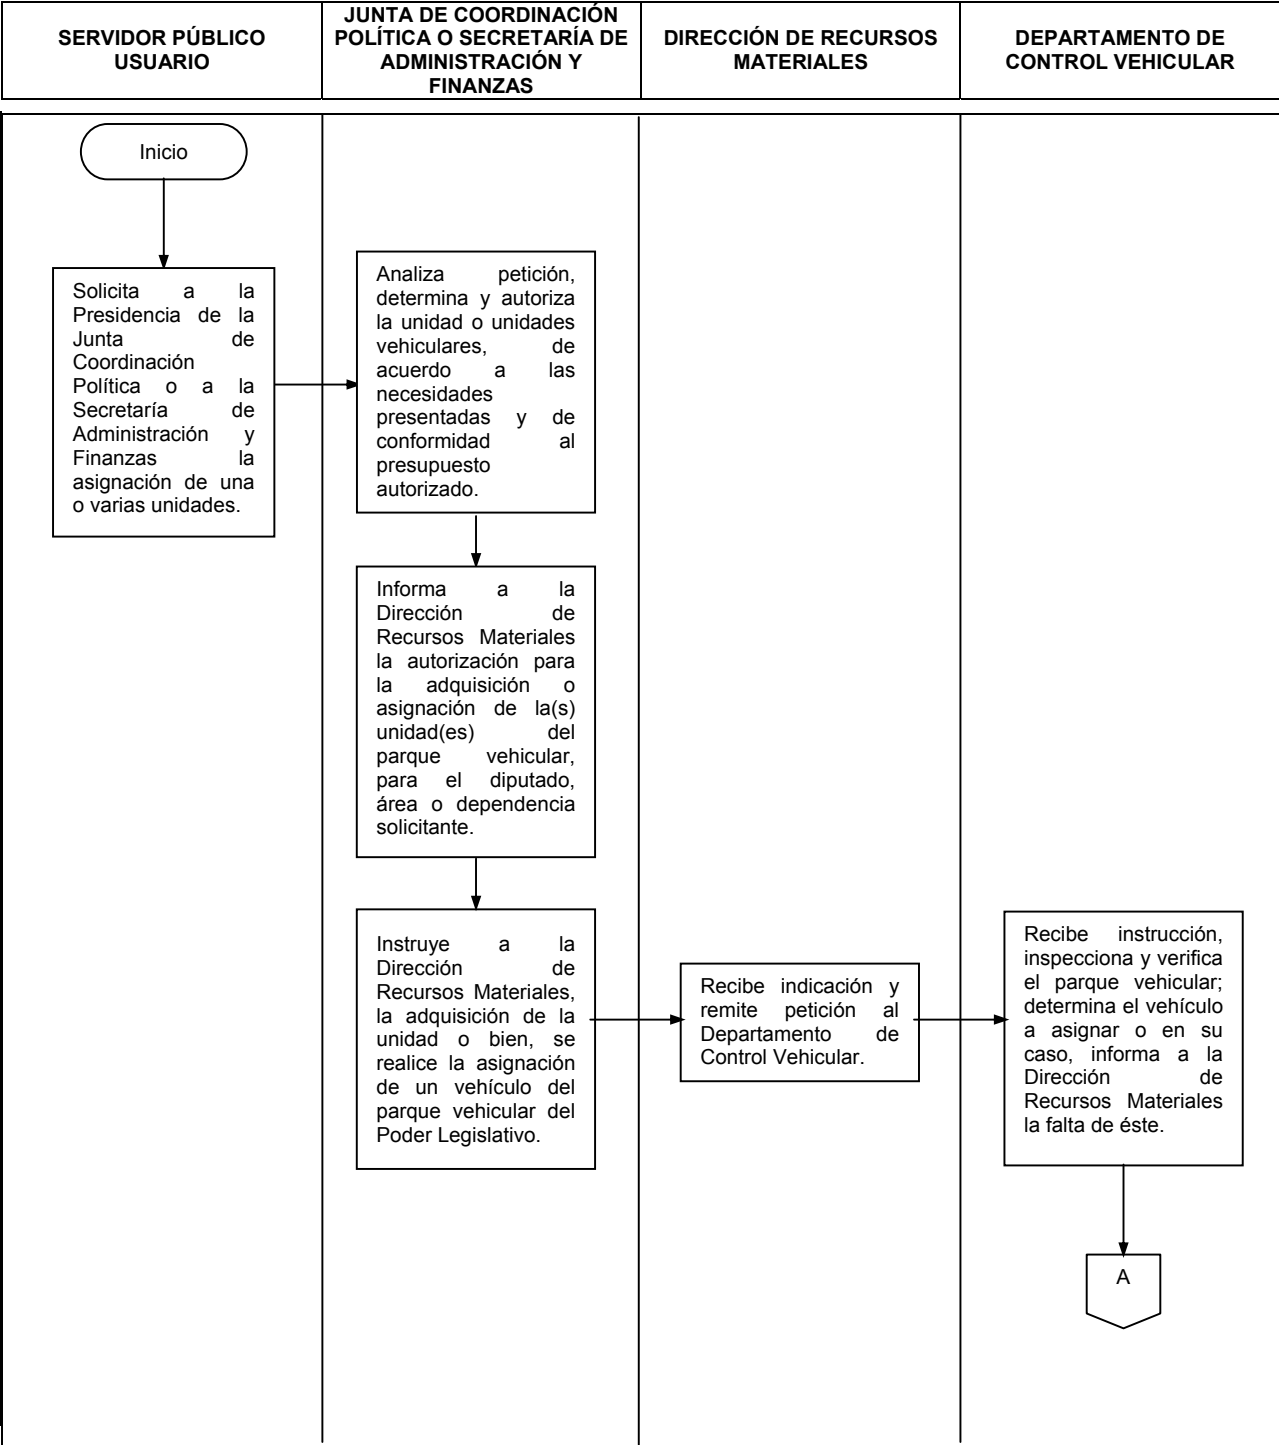 SERVIDOR PÚBLICO
USUARIO
JUNTA DE COORDINACIÓN
POLÍTICA O SECRETARÍA DE
ADMINISTRACIÓN Y
FINANZAS
DIRECCIÓN DE RECURSOS
MATERIALES
DEPARTAMENTO DE
CONTROL VEHICULAR
Inicio
Solicita a la
Presidencia de la
Junta de
Coordinación
Política o a la
Secretaría de
Administración y
Finanzas la
asignación de una
o varias unidades.
Analiza petición,
determina y autoriza
la unidad o unidades
vehiculares, de
acuerdo a las
necesidades
presentadas y de
conformidad al
presupuesto
autorizado.
Informa a la
Dirección de
Recursos Materiales
la autorización para
la adquisición o
asignación de la(s)
unidad(es) del
parque vehicular,
para el diputado,
área o dependencia
solicitante.
Instruye a la
Dirección de
Recursos Materiales,
la adquisición de la
unidad o bien, se
realice la asignación
de un vehículo del
parque vehicular del
Poder Legislativo.
Recibe indicación y
remite petición al
Departamento de
Control Vehicular.
Recibe instrucción,
inspecciona y verifica
el parque vehicular;
determina el vehículo
a asignar o en su
caso, informa a la
Dirección de
Recursos Materiales
la falta de éste.
A